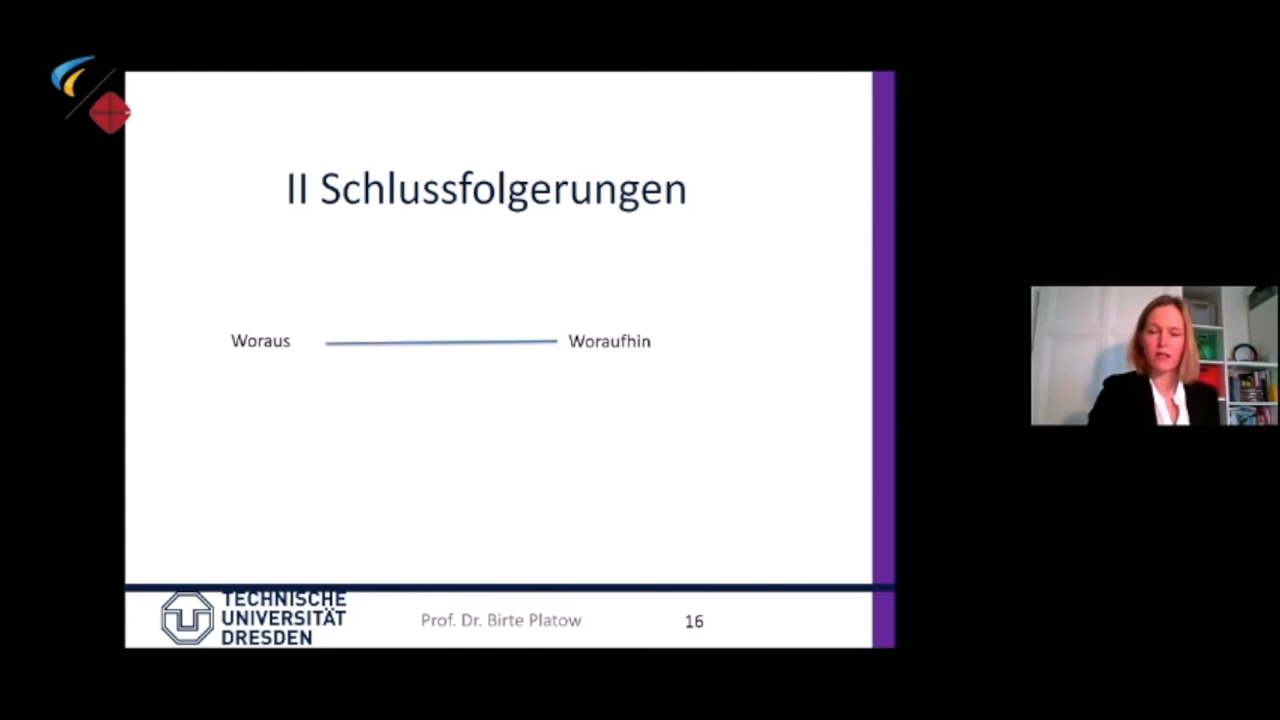 II Schlussfolgerungen
Woraus Woraufhin
TECHNISCHE
UNIVERSITÄT
DRESDEN
Prof. Dr. Birte Platow
16